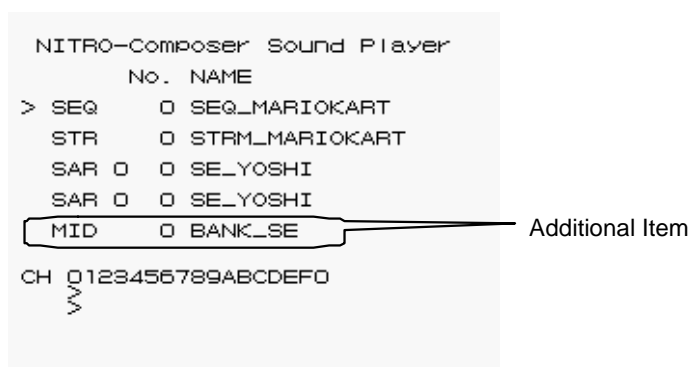 NITRO-Composer Sound Player
No. NAME
> SEQ 0 SEQ_MARIOKART
STR 0 STRM_MARIOKART
SAR 0 0 SE_YOSHI
SAR 0 0 SE_YOSHI
MID 0 BANK_SE
Additional Item
CH 0123456789ABCDEF0
>
>